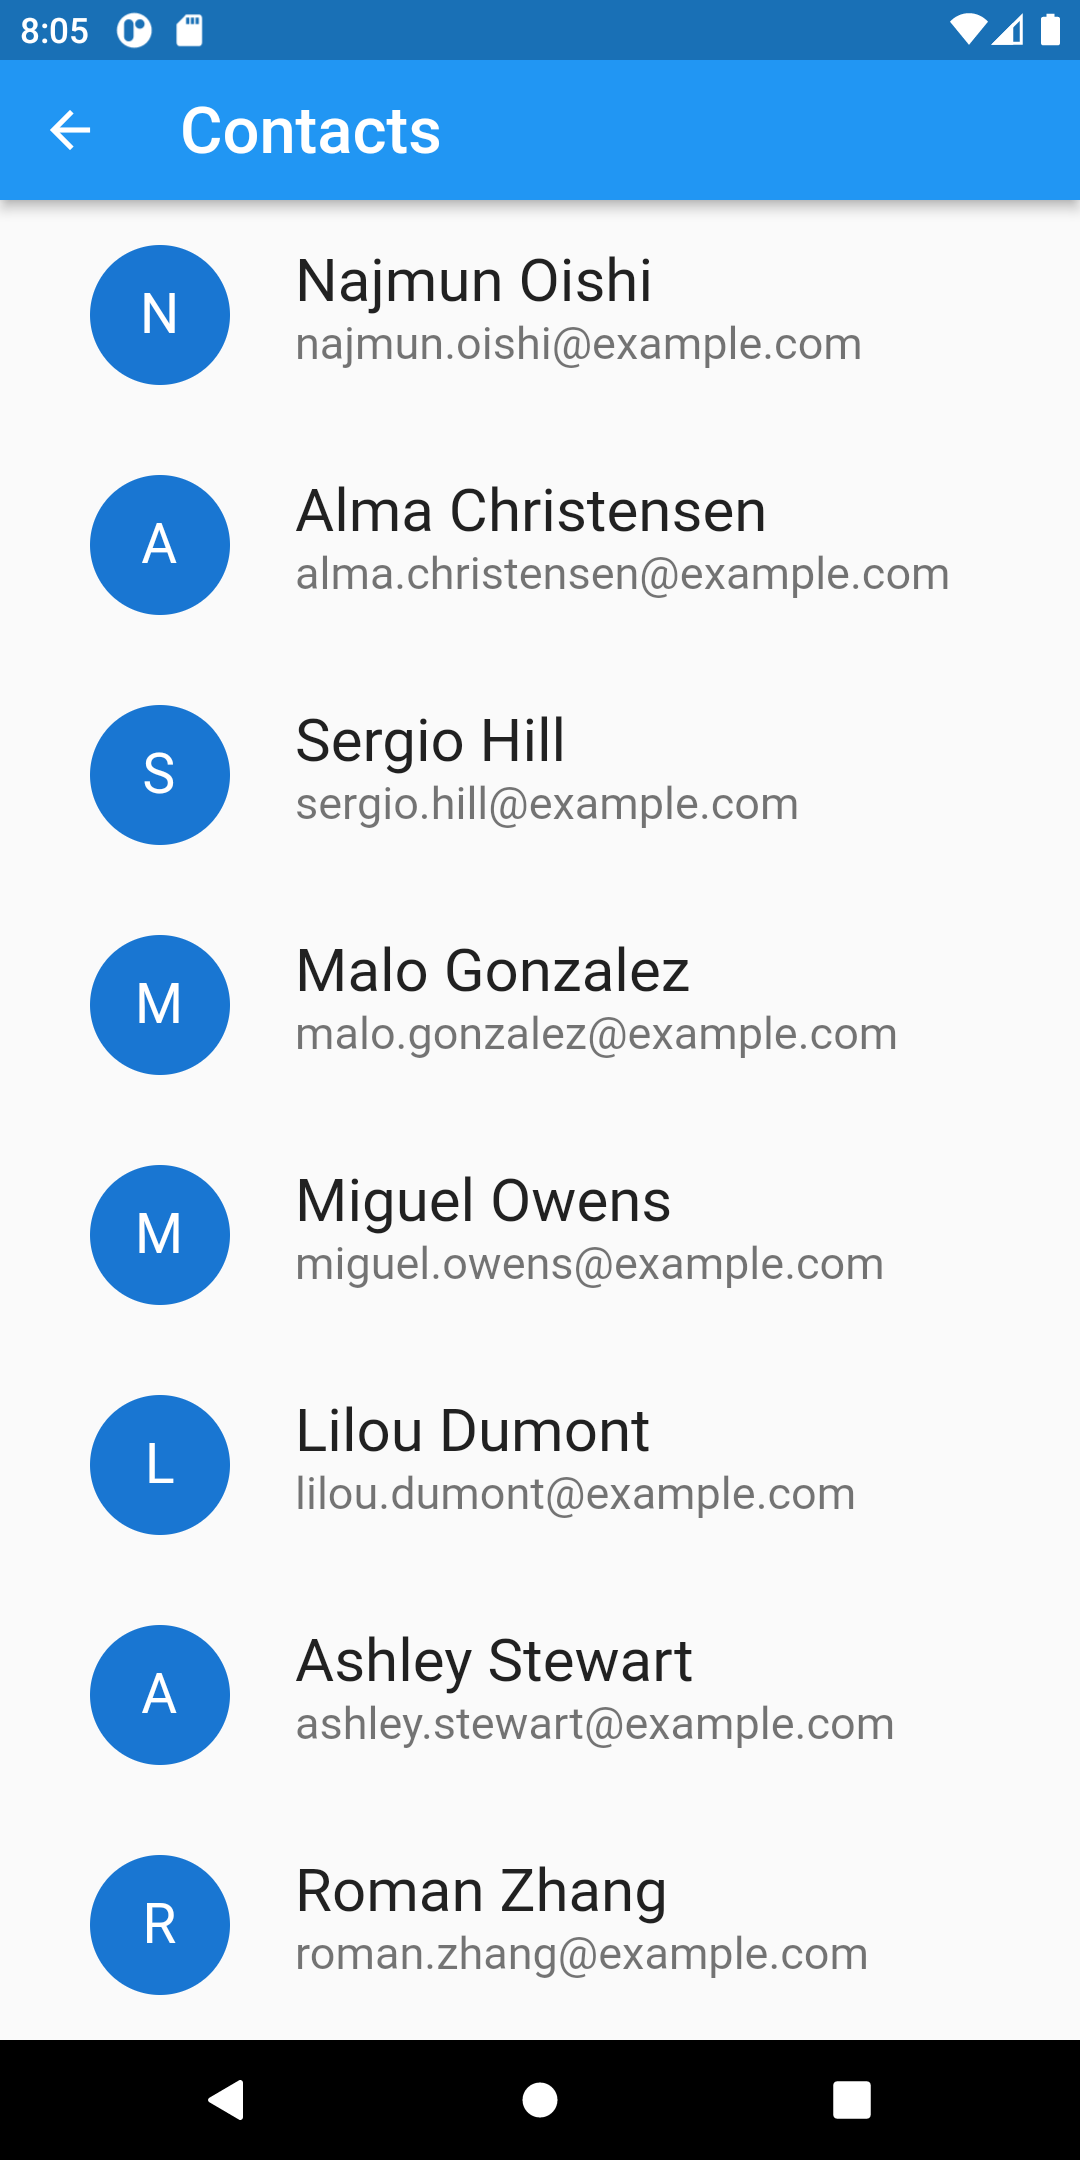 8:05
Contacts
N
Najmun Oishi
najmun.oishi@example.com
A
Alma Christensen
alma.christensen@example.com
S
Sergio Hill
sergio.hill@example.com
M
Malo Gonzalez
malo.gonzalez@example.com
M
Miguel Owens
miguel.owens@example.com
L
Lilou Dumont
lilou.dumont@example.com
A
Ashley Stewart
ashley.stewart@example.com
R
Roman Zhang
roman.zhang@example.com